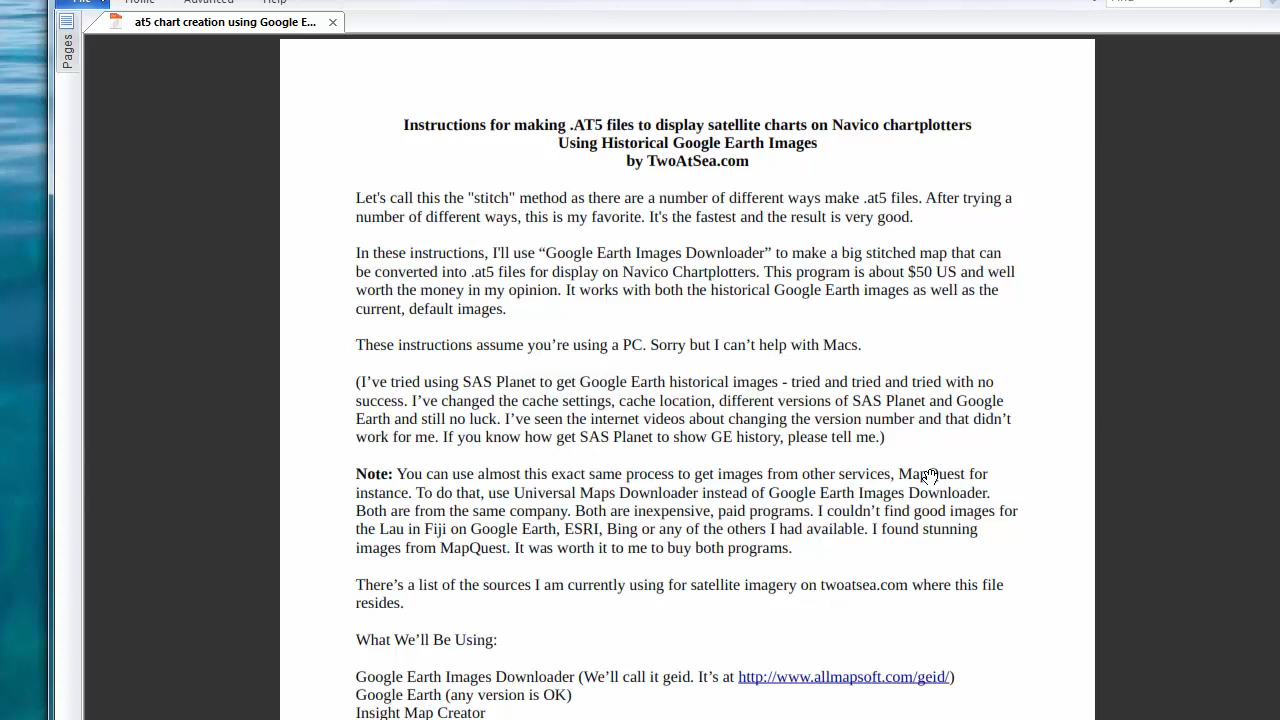 at5 chart creation using Google E...
Pages
Instructions for making .AT5 files to display satellite charts on Navico chartplotters
Using Historical Google Earth Images
by TwoAtSea.com
Let's call this the "stitch" method as there are a number of different ways make .at5 files. After trying a
number of different ways, this is my favorite. It's the fastest and the result is very good.
In these instructions, I'll use “Google Earth Images Downloader” to make a big stitched map that can
be converted into .at5 files for display on Navico Chartplotters. This program is about $50 US and well
worth the money in my opinion. It works with both the historical Google Earth images as well as the
current, default images.
These instructions assume you’re using a PC. Sorry but I can’t help with Macs.
(I’ve tried using SAS Planet to get Google Earth historical images - tried and tried and tried with no
success. I’ve changed the cache settings, cache location, different versions of SAS Planet and Google
Earth and still no luck. I’ve seen the internet videos about changing the version number and that didn’t
work for me. If you know how get SAS Planet to show GE history, please tell me.)
Note: You can use almost this exact same process to get images from other services, MapQuest for
instance. To do that, use Universal Maps Downloader instead of Google Earth Images Downloader.
Both are from the same company. Both are inexpensive, paid programs. I couldn’t find good images for
the Lau in Fiji on Google Earth, ESRI, Bing or any of the others I had available. I found stunning
images from MapQuest. It was worth it to me to buy both programs.
There’s a list of the sources I am currently using for satellite imagery on twoatsea.com where this file
resides.
What We’ll Be Using:
Google Earth Images Downloader (We’ll call it geid. It’s at http://www.allmapsoft.com/geid/)
Google Earth (any version is OK)
Insight Map Creator